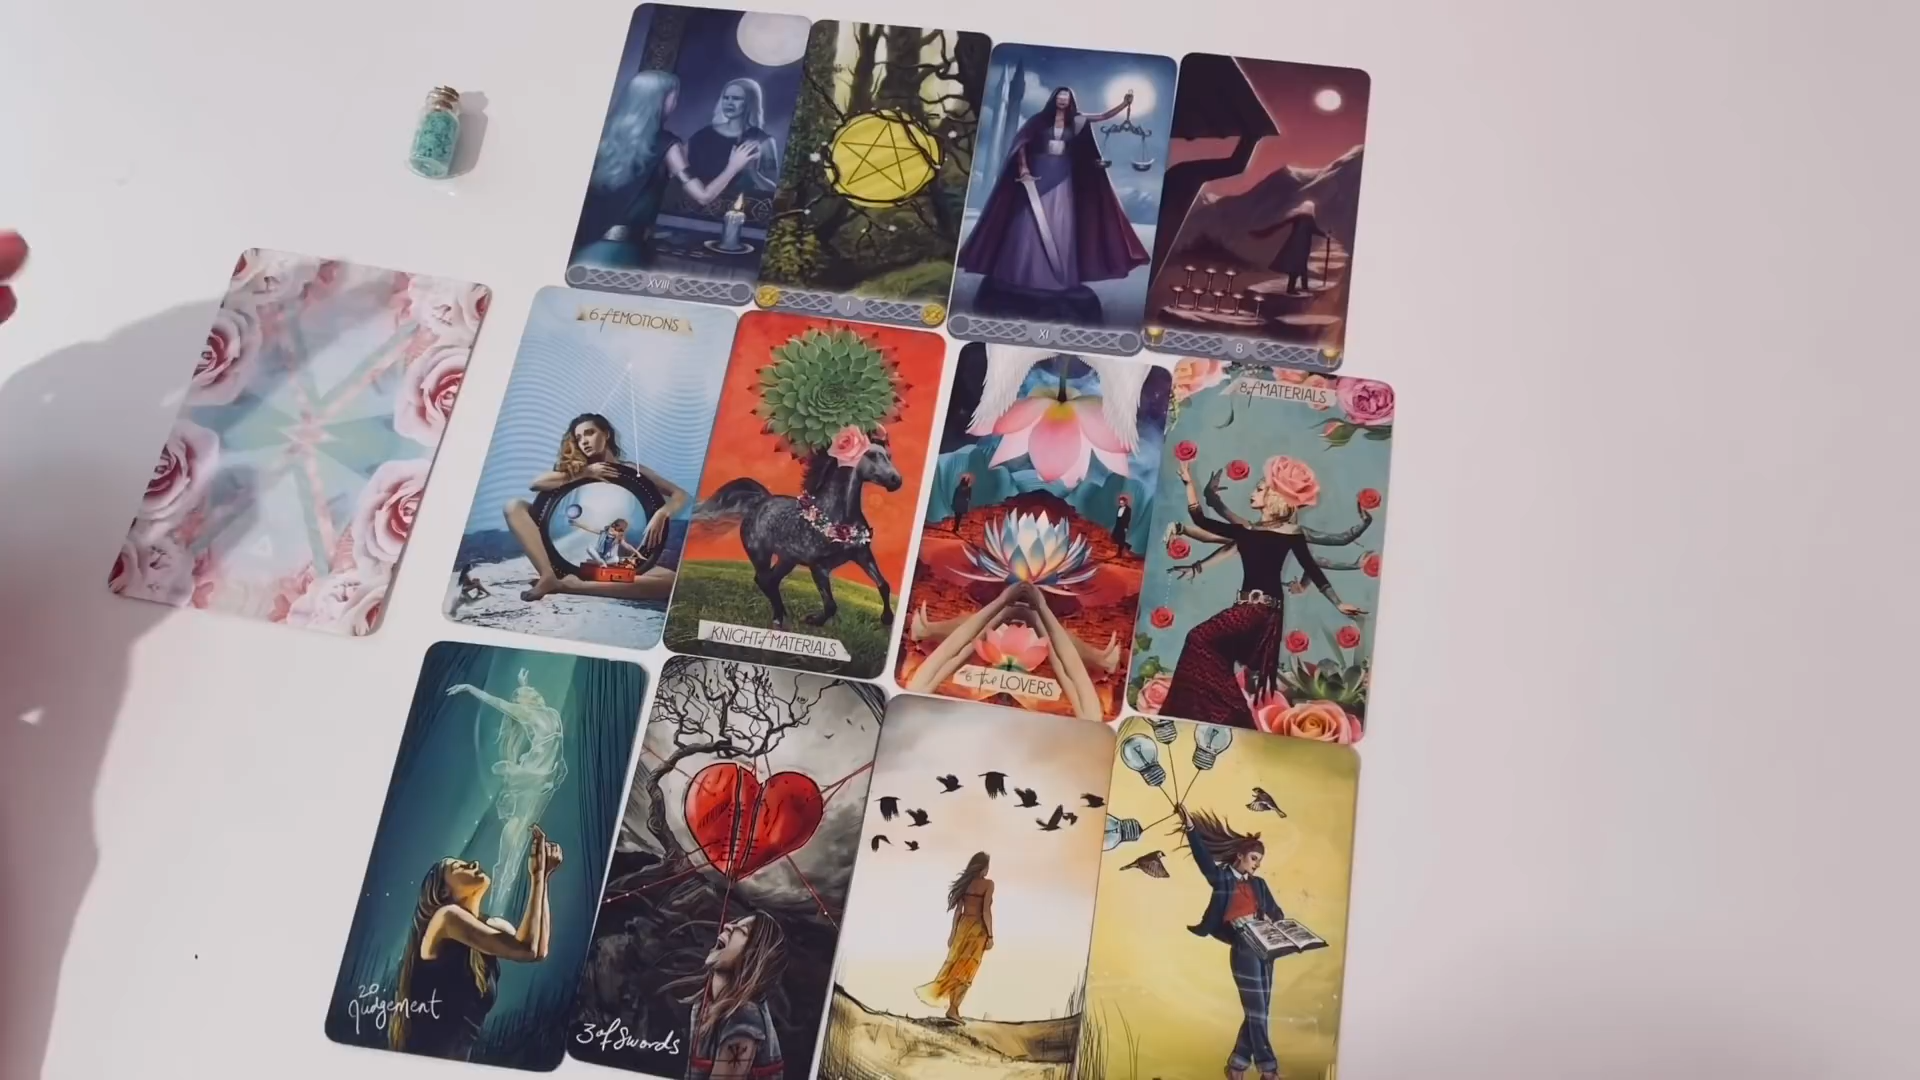 XVIII
I
XI
8
6 of EMOTIONS
KNIGHT of MATERIALS
6 the LOVERS
8 of MATERIALS
20.
Judgement
3 of Swords